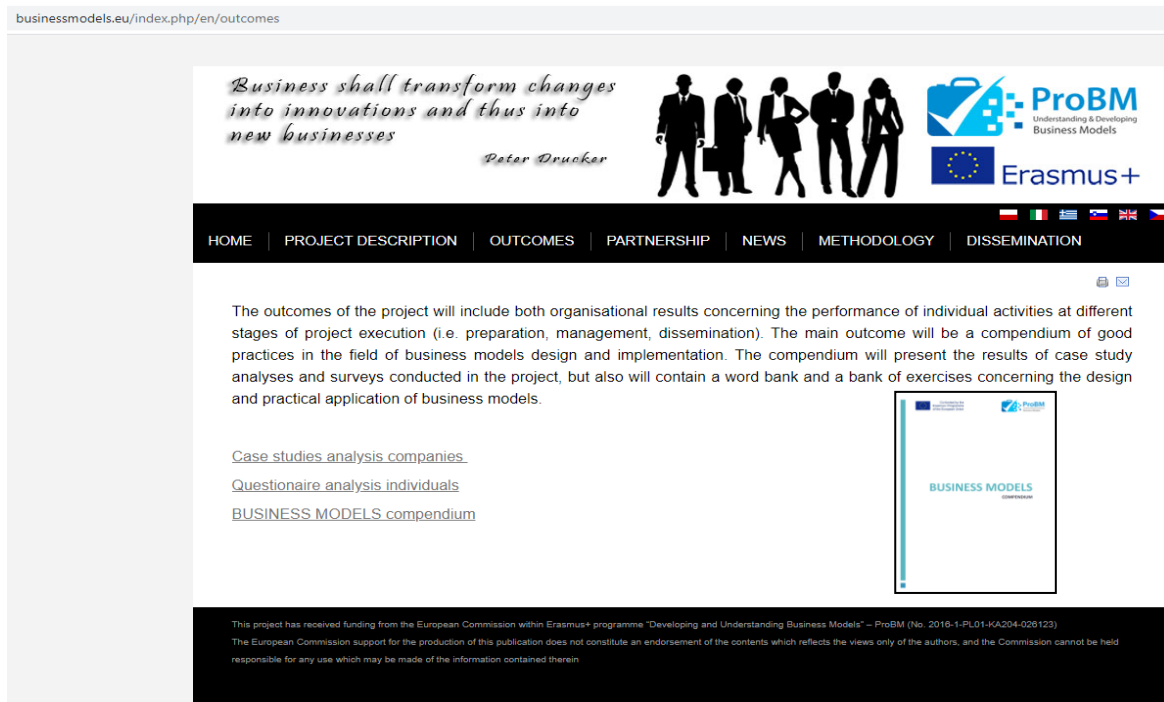 businessmodels.eu/index.php/en/outcomes
Business shall transform changes
into innovations and thus into
new businesses
Peter Drucker
ProBM
Understanding & Developing
Business Models
Erasmus+
HOME
PROJECT DESCRIPTION
OUTCOMES
PARTNERSHIP
NEWS
METHODOLOGY
DISSEMINATION
The outcomes of the project will include both organisational results concerning the performance of individual activities at different
stages of project execution (i.e. preparation, management, dissemination). The main outcome will be a compendium of good
practices in the field of business models design and implementation. The compendium will present the results of case study
analyses and surveys conducted in the project, but also will contain a word bank and a bank of exercises concerning the design
and practical application of business models.
Case studies analysis companies
Questionaire analysis individuals
BUSINESS MODELS compendium
ProBM
BUSINESS MODELS
COMPENDIUM
This project has received funding from the European Commission within Erasmus+ programme "Developing and Understanding Business Models" – ProBM (No. 2016-1-PL01-KA204-026123)
The European Commission support for the production of this publication does not constitute an endorsement of the contents which reflects the views only of the authors, and the Commission cannot be held
responsible for any use which may be made of the information contained therein